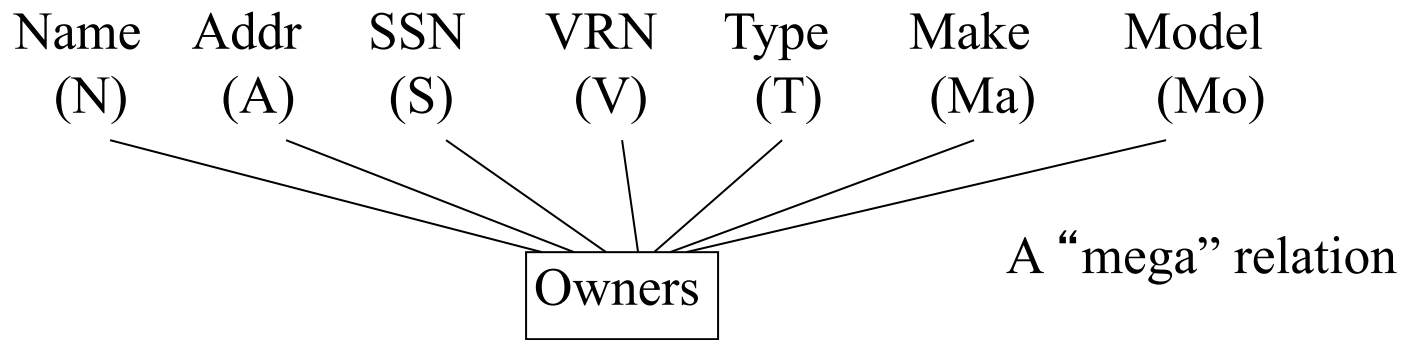 Name Addr SSN VRN Type Make Model
(N) (A) (S) (V) (T) (Ma) (Mo)
A “mega” relation
Owners